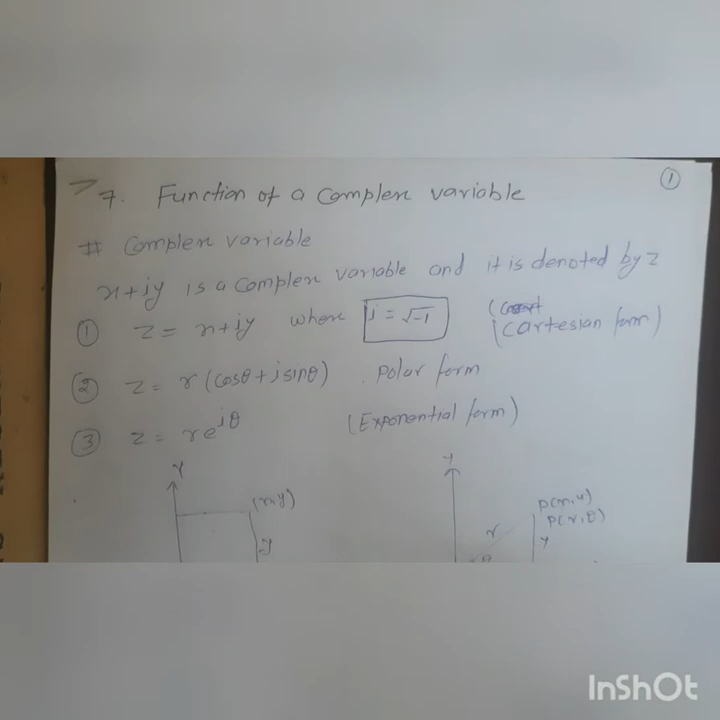 ①
7. Function of a Complex variable
# Complex variable
x+iy is a Complex variable and it is denoted by z
① z = x+iy where i = √-1 (Cartesian form)
② z = r (cosθ + i sinθ) . Polar form
③ z = re^iθ (Exponential form)
Y
(x,y)
y
y
P(x,y)
P(r,θ)
r
y
θ
InShOt